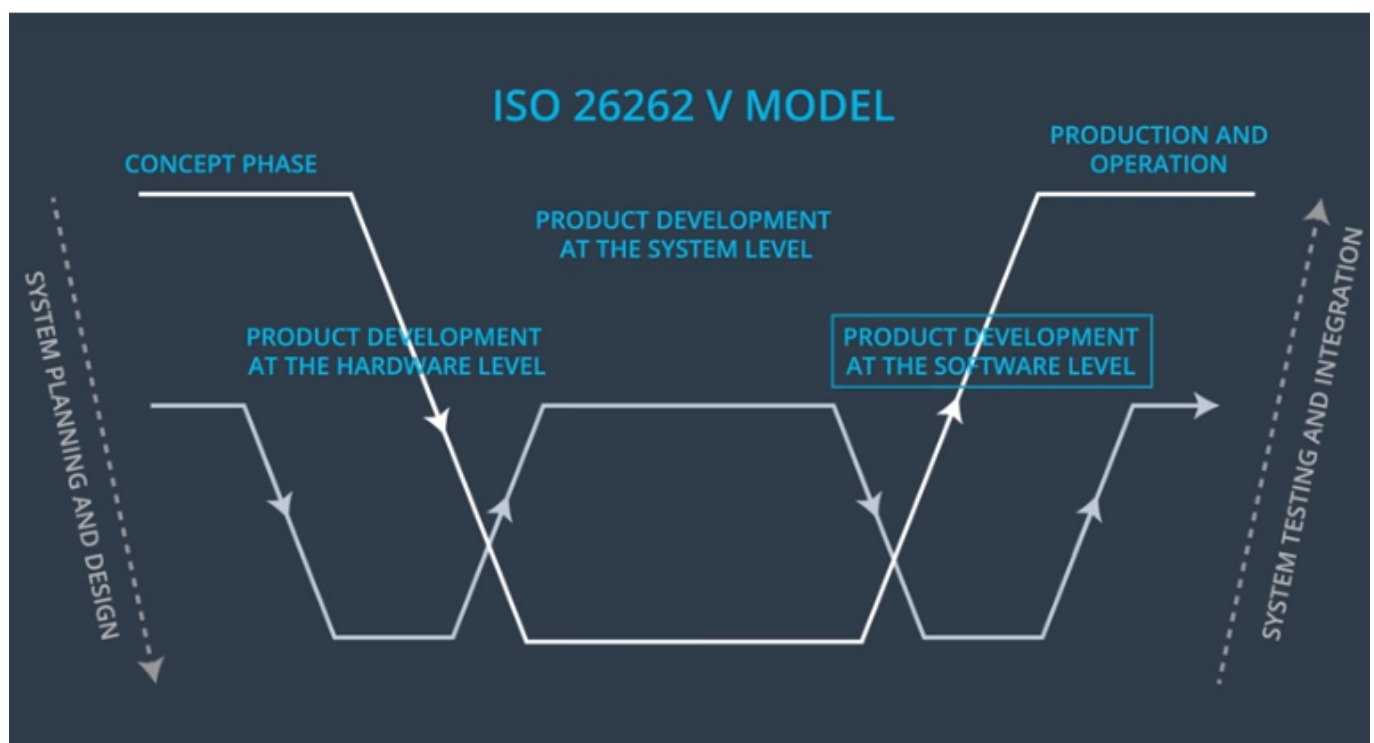 ISO 26262 V MODEL
CONCEPT PHASE
PRODUCTION AND
OPERATION
PRODUCT DEVELOPMENT
AT THE SYSTEM LEVEL
PRODUCT DEVELOPMENT
AT THE HARDWARE LEVEL
PRODUCT DEVELOPMENT
AT THE SOFTWARE LEVEL
SYSTEM PLANNING AND DESIGN
SYSTEM TESTING AND INTEGRATION